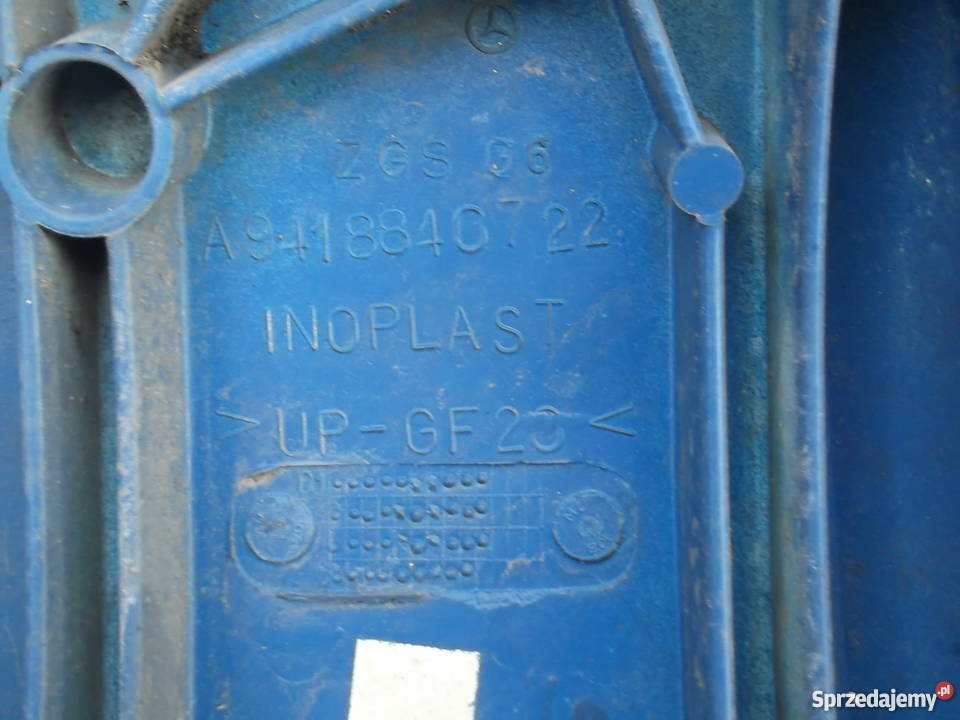 ZGS 06
A9418840722
INOPLAST
>UP-GF20<
Sprzedajemy.pl